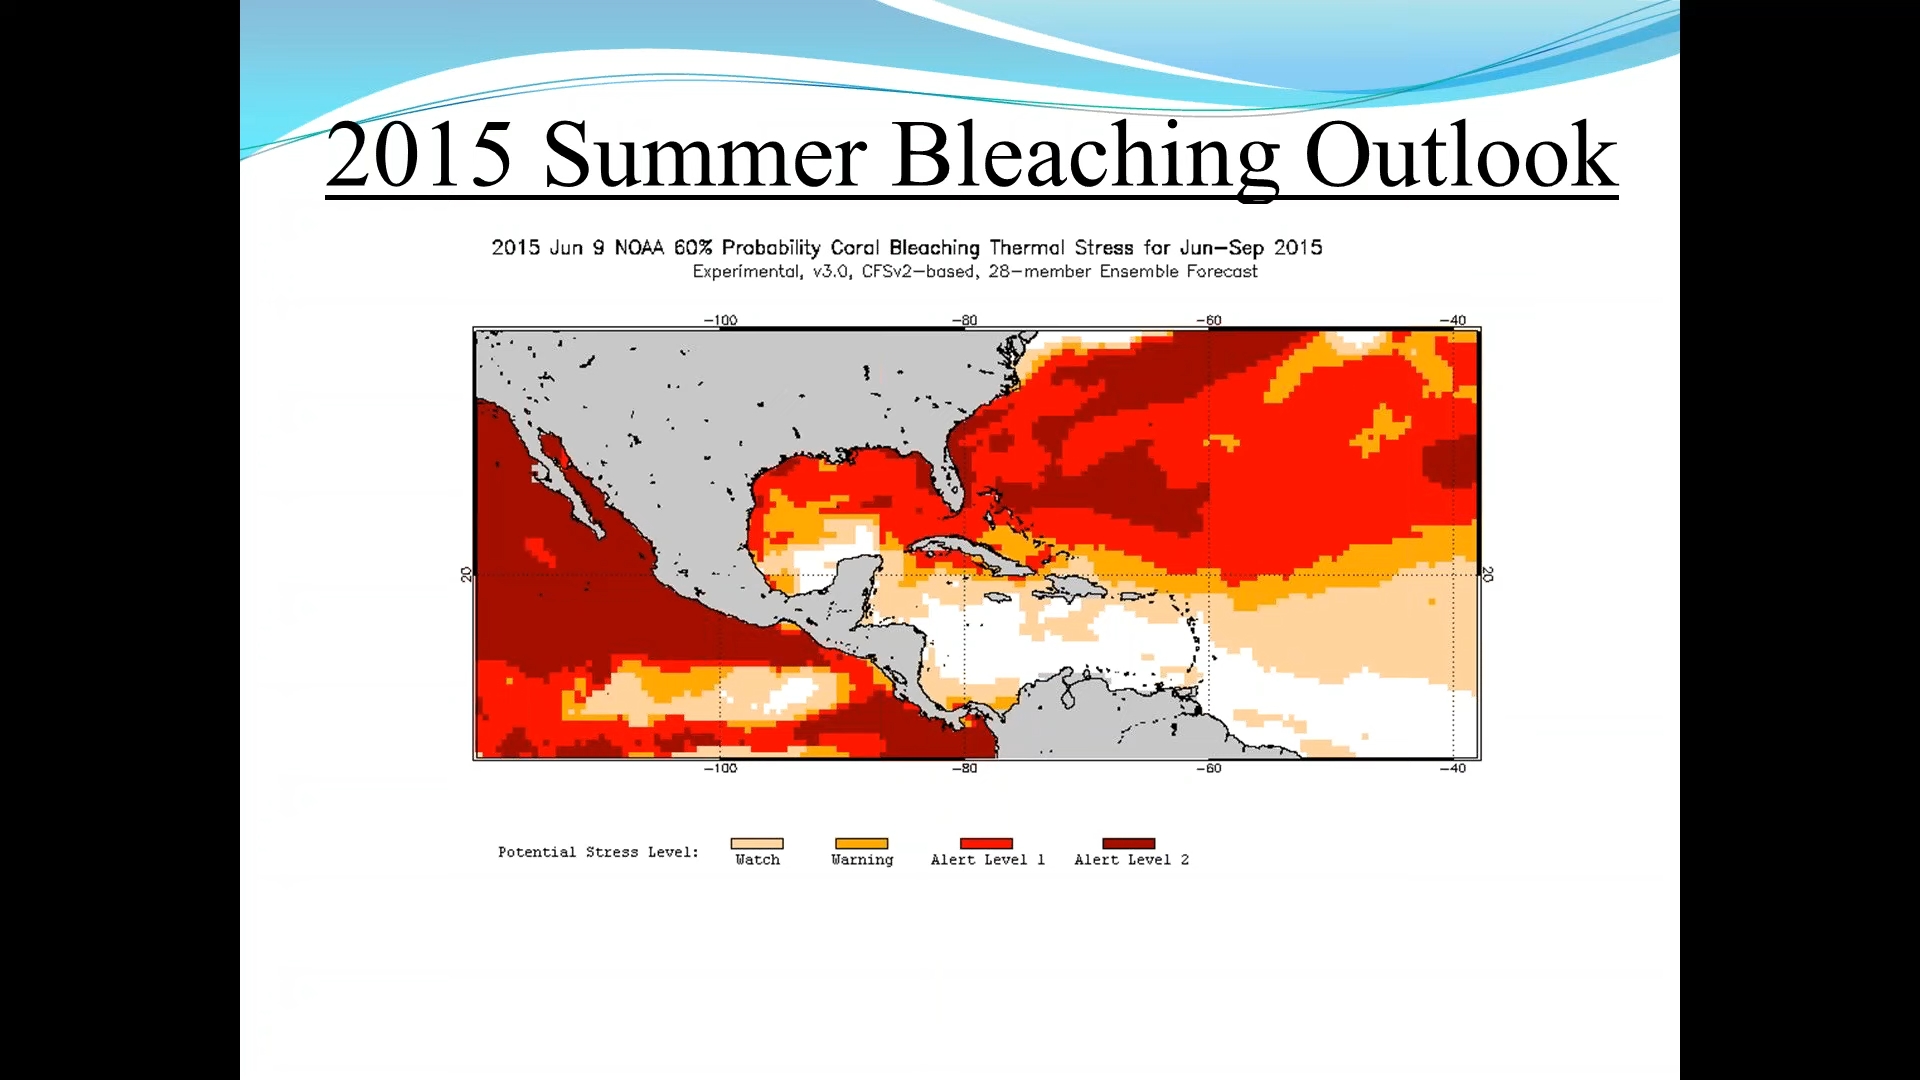 2015 Summer Bleaching Outlook
2015 Jun 9 NOAA 60% Probability Coral Bleaching Thermal Stress for Jun-Sep 2015
Experimental, v3.0, CFSv2-based, 28-member Ensemble Forecast
-100 -80 -60 -40
20 20
-100 -80 -60 -40
Potential Stress Level:
Watch Warning Alert Level 1 Alert Level 2